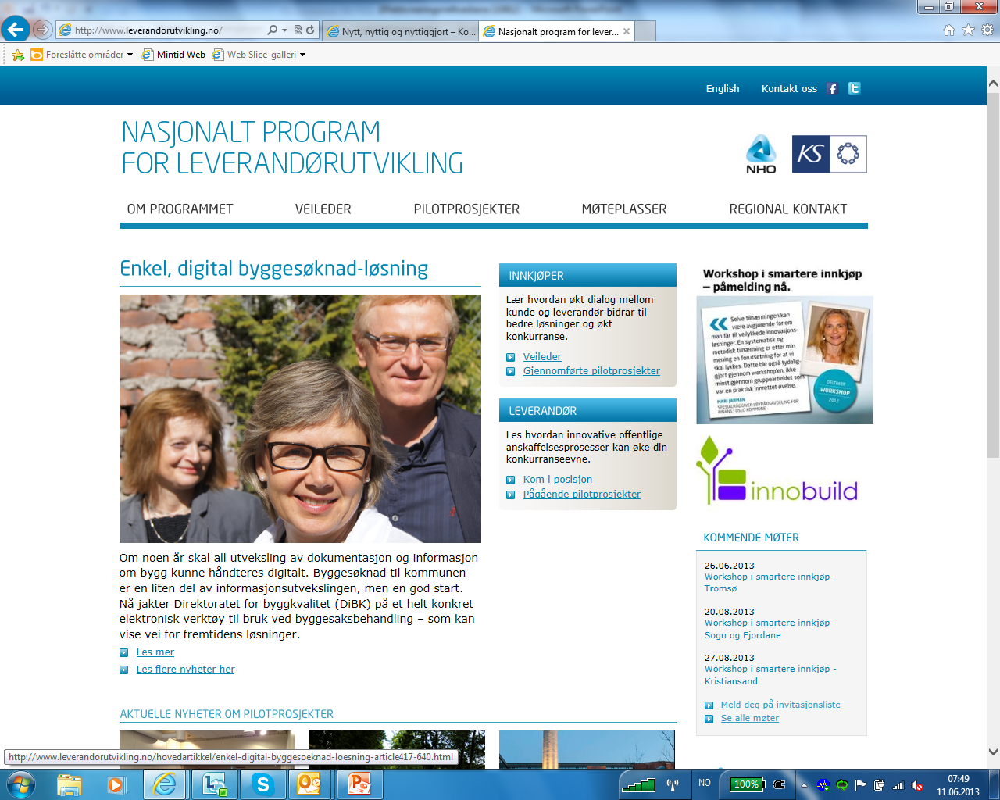 http://www.leverandorutvikling.no/
Nytt, nyttig og nyttiggjort – Ko...
Nasjonalt program for lever...
Foreslåtte områder
Mintid Web
Web Slice-galleri
English
Kontakt oss
NASJONALT PROGRAM
FOR LEVERANDØRUTVIKLING
NHO
KS
OM PROGRAMMET
VEILEDER
PILOTPROSJEKTER
MØTEPLASSER
REGIONAL KONTAKT
Enkel, digital byggesøknad-løsning
Om noen år skal all utveksling av dokumentasjon og informasjon
om bygg kunne håndteres digitalt. Byggesøknad til kommunen
er en liten del av informasjonsutvekslingen, men en god start.
Nå jakter Direktoratet for byggkvalitet (DiBK) på et helt konkret
elektronisk verktøy til bruk ved byggesaksbehandling – som kan
vise vei for fremtidens løsninger.
Les mer
Les flere nyheter her
INNKJØPER
Lær hvordan økt dialog mellom
kunde og leverandør bidrar til
bedre løsninger og økt
konkurranse.
Veileder
Gjennomførte pilotprosjekter
LEVERANDØR
Les hvordan innovative offentlige
anskaffelsesprosesser kan øke din
konkurranseevne.
Kom i posisjon
Pågående pilotprosjekter
Workshop i smartere innkjøp
– påmelding nå.
Selve tilnærmingen kan
være avgjørende for om
man får til vellykkede innovasjons-
løsninger. En systematisk og
metodisk tilnærming er etter min
mening en forutsetning for at vi
skal lykkes. Dette ble også tydelig-
gjort gjennom workshop'en, ikke
minst gjennom gruppearbeidet som
var en praktisk innrettet øvelse.
MARI JARMAN
SPESIALRÅDGIVER I BYRÅDSAVDELING FOR
FINANS I OSLO KOMMUNE
DELTAKER
WORKSHOP
2012
innobuild
KOMMENDE MØTER
26.06.2013
Workshop i smartere innkjøp -
Tromsø
20.08.2013
Workshop i smartere innkjøp -
Sogn og Fjordane
27.08.2013
Workshop i smartere innkjøp -
Kristiansand
Meld deg på invitasjonsliste
Se alle møter
AKTUELLE NYHETER OM PILOTPROSJEKTER
http://www.leverandorutvikling.no/hovedartikkel/enkel-digital-byggesoeknad-loesning-article417-640.html
NO
100%
07:49
11.06.2013